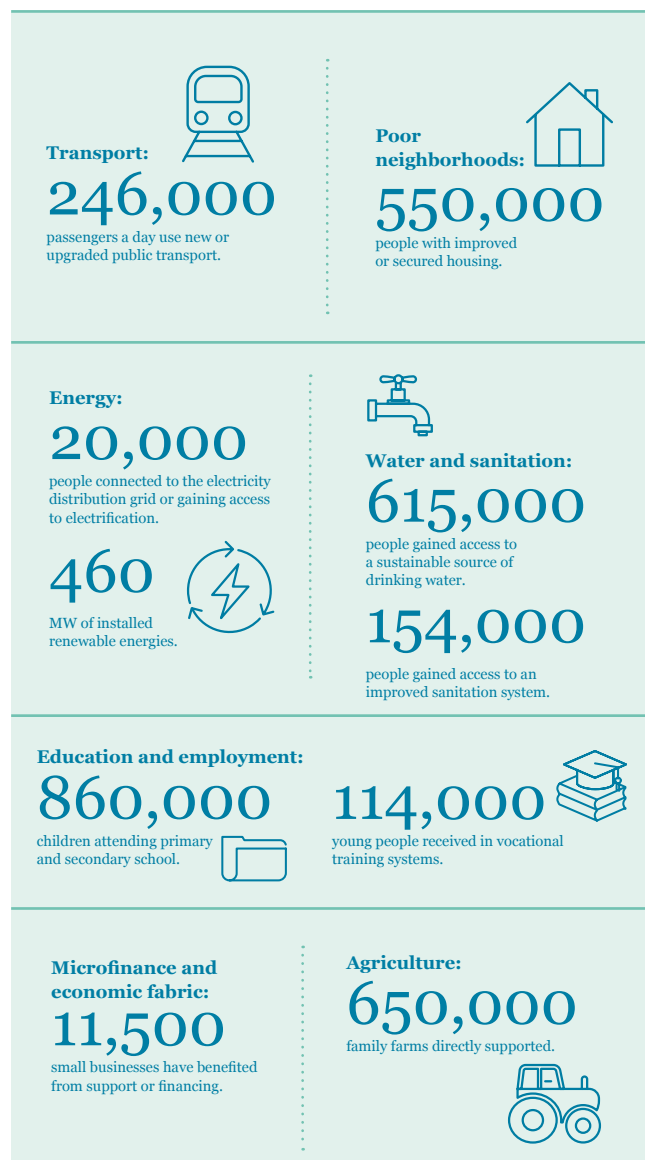 Transport:
246,000
passengers a day use new or
upgraded public transport.
Poor
neighborhoods:
550,000
people with improved
or secured housing.
Energy:
20,000
people connected to the electricity
distribution grid or gaining access
to electrification.
460
MW of installed
renewable energies.
Water and sanitation:
615,000
people gained access to
a sustainable source of
drinking water.
154,000
people gained access to an
improved sanitation system.
Education and employment:
860,000
children attending primary
and secondary school.
114,000
young people received in vocational
training systems.
Microfinance and
economic fabric:
11,500
small businesses have benefited
from support or financing.
Agriculture:
650,000
family farms directly supported.